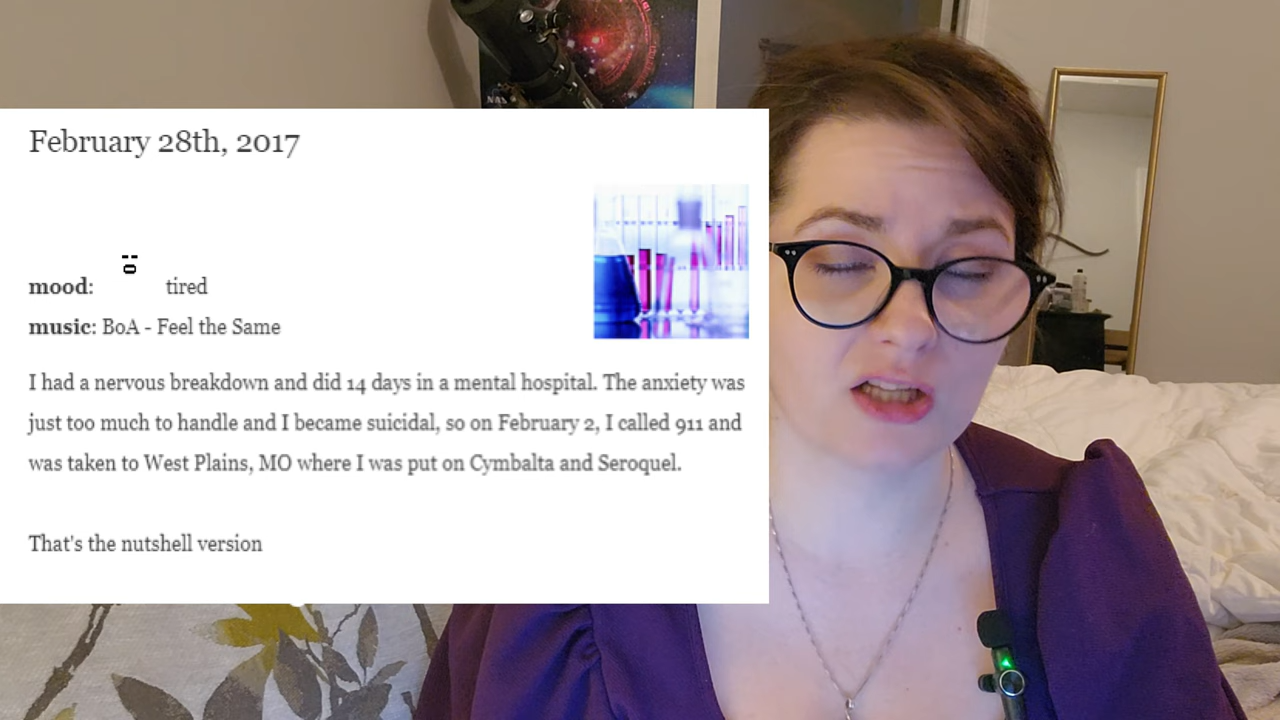 February 28th, 2017
mood: tired
music: BoA - Feel the Same
I had a nervous breakdown and did 14 days in a mental hospital. The anxiety was
just too much to handle and I became suicidal, so on February 2, I called 911 and
was taken to West Plains, MO where I was put on Cymbalta and Seroquel.
That's the nutshell version